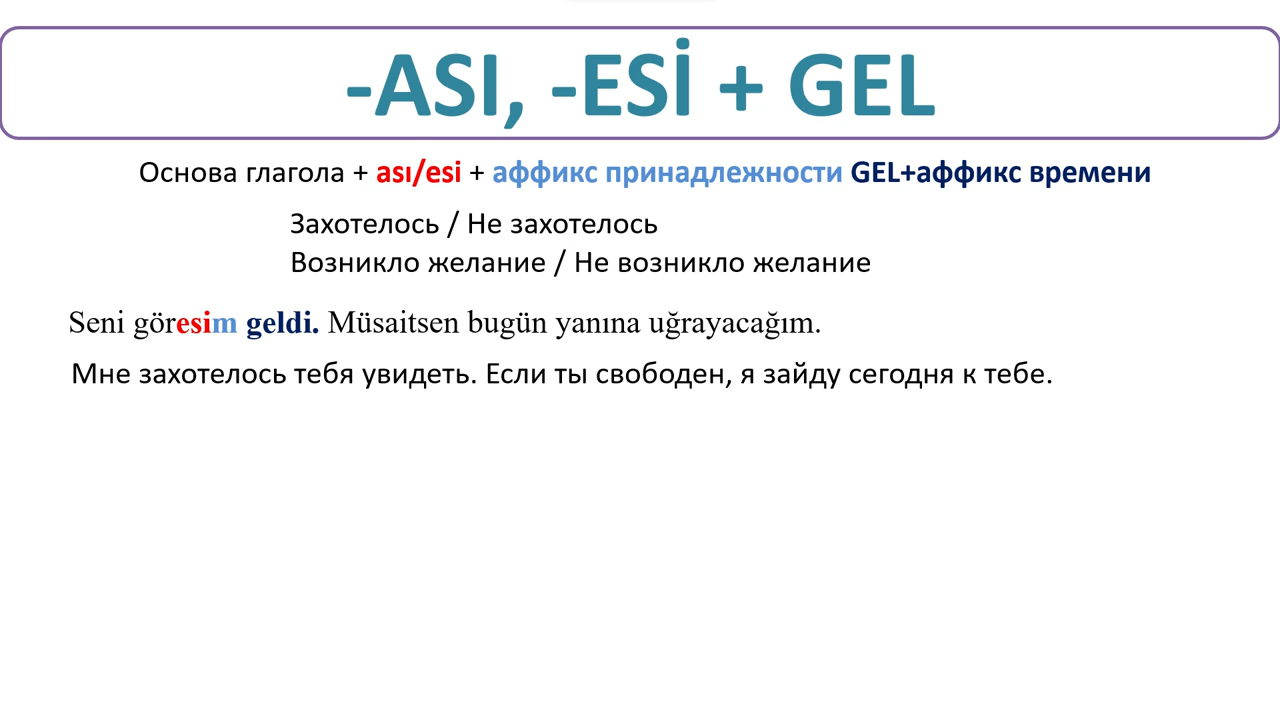 -ASI, -ESİ + GEL
Основа глагола + ası/esi + аффикс принадлежности GEL+аффикс времени
Захотелось / Не захотелось
Возникло желание / Не возникло желание
Seni göresim geldi. Müsaitsen bugün yanına uğrayacağım.
Мне захотелось тебя увидеть. Если ты свободен, я зайду сегодня к тебе.